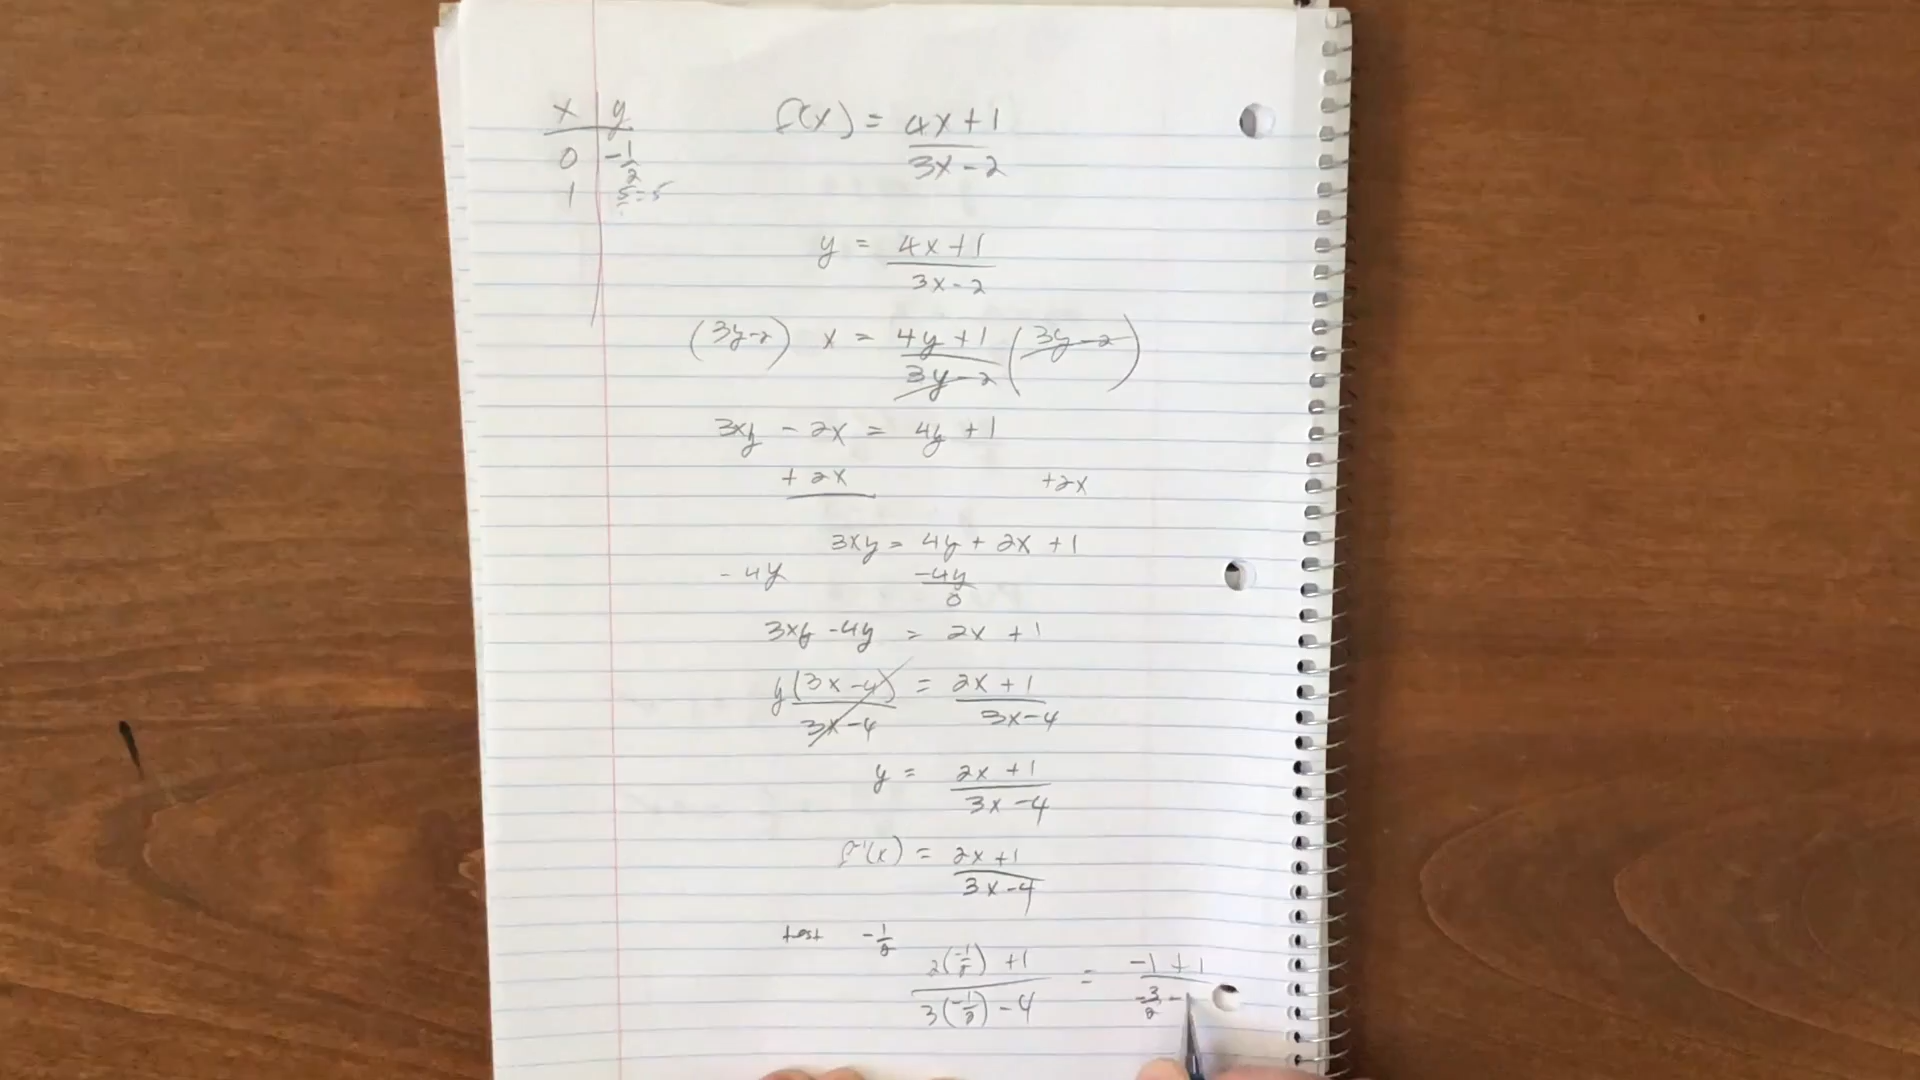 x y
0 -1/2
1 5 = 5
f(x) = 4x+1
3x-2
y = 4x+1
3x-2
(3y-2) x = 4y+1 (3y-2)
3y-2
3xy - 2x = 4y + 1
+ 2x +2x
3xy = 4y + 2x + 1
- 4y -4y
0
3xy - 4y = 2x + 1
y(3x-4) = 2x + 1
3x-4 3x-4
y = 2x + 1
3x - 4
f⁻¹(x) = 2x+1
3x-4
test -1/2
2(-1/2) +1 = -1 + 1
3(-1/2) - 4 -3/2 -